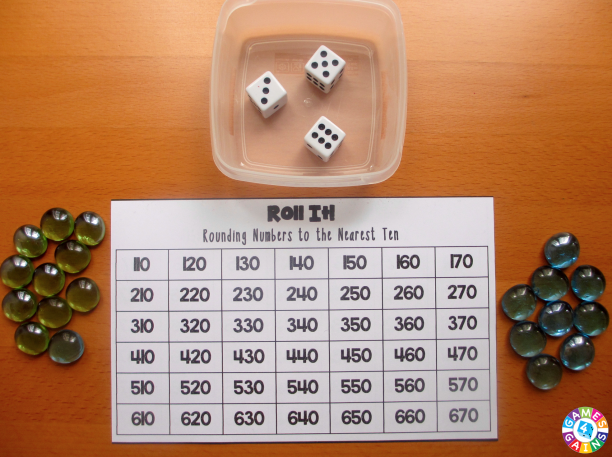 Roll It!
Rounding Numbers to the Nearest Ten
110 120 130 140 150 160 170
210 220 230 240 250 260 270
310 320 330 340 350 360 370
410 420 430 440 450 460 470
510 520 530 540 550 560 570
610 620 630 640 650 660 670
GAMES
4
GAINS